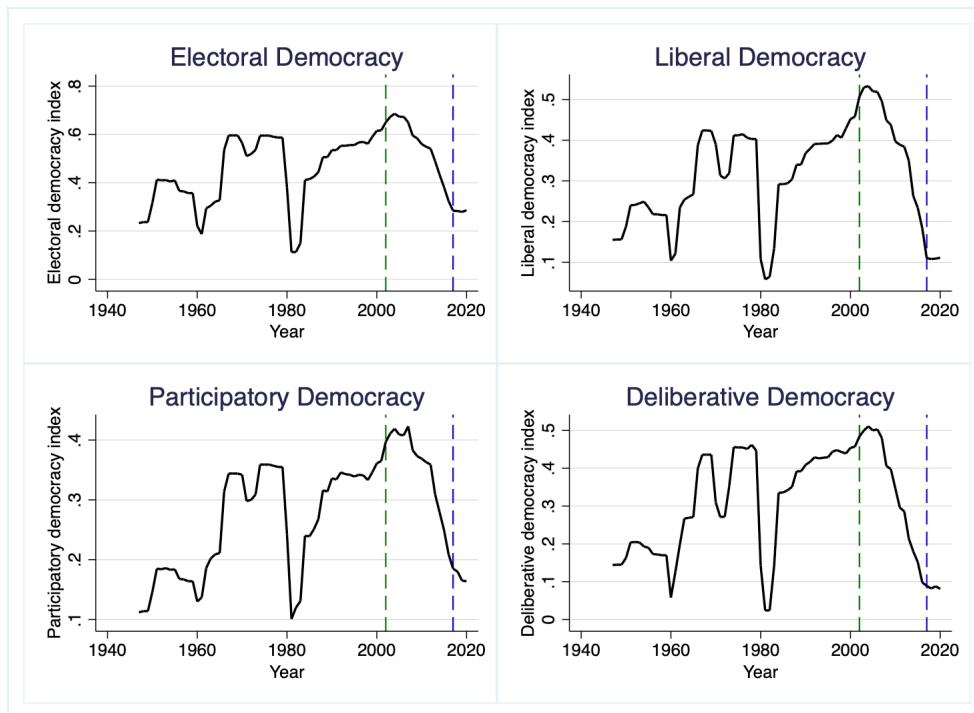 Electoral Democracy
Electoral democracy index
.8
.6
.4
.2
0
1940 1960 1980 2000 2020
Year
Liberal Democracy
Liberal democracy index
.5
.4
.3
.2
.1
1940 1960 1980 2000 2020
Year
Participatory Democracy
Participatory democracy index
.4
.3
.2
.1
1940 1960 1980 2000 2020
Year
Deliberative Democracy
Deliberative democracy index
.5
.4
.3
.2
.1
0
1940 1960 1980 2000 2020
Year